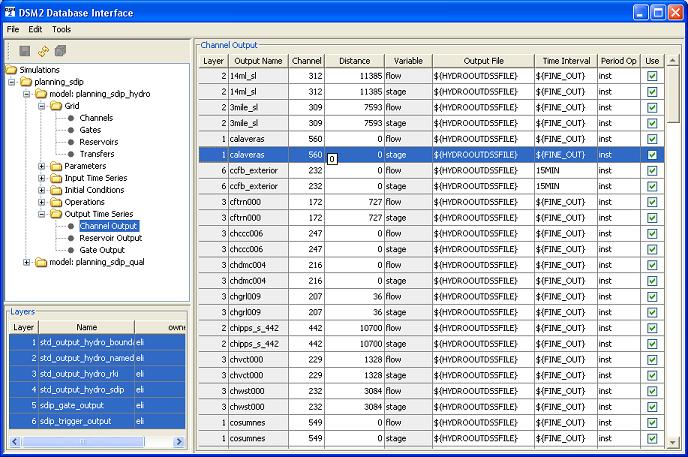 DSM2 Database Interface
File Edit Tools
Simulations
planning_sdip
model: planning_sdip_hydro
Grid
Channels
Gates
Reservoirs
Transfers
Parameters
Input Time Series
Initial Conditions
Operations
Output Time Series
Channel Output
Reservoir Output
Gate Output
model: planning_sdip_qual
Layers
Layer Name owne
1 std_output_hydro_bounda eli
2 std_output_hydro_named eli
3 std_output_hydro_rki eli
4 std_output_hydro_sdip eli
5 sdip_gate_output eli
6 sdip_trigger_output eli
Channel Output
Layer Output Name Channel Distance Variable Output File Time Interval Period Op Use
2 14ml_sl 312 11385 flow ${HYDROOUTDSSFILE} ${FINE_OUT} inst
2 14ml_sl 312 11385 stage ${HYDROOUTDSSFILE} ${FINE_OUT} inst
2 3mile_sl 309 7593 flow ${HYDROOUTDSSFILE} ${FINE_OUT} inst
2 3mile_sl 309 7593 stage ${HYDROOUTDSSFILE} ${FINE_OUT} inst
1 calaveras 560 0 flow ${HYDROOUTDSSFILE} ${FINE_OUT} inst
1 calaveras 560 0 stage ${HYDROOUTDSSFILE} ${FINE_OUT} inst
0
6 ccfb_exterior 232 0 flow ${HYDROOUTDSSFILE} 15MIN inst
6 ccfb_exterior 232 0 stage ${HYDROOUTDSSFILE} 15MIN inst
3 cftrn000 172 727 flow ${HYDROOUTDSSFILE} ${FINE_OUT} inst
3 cftrn000 172 727 stage ${HYDROOUTDSSFILE} ${FINE_OUT} inst
3 chccc006 247 0 flow ${HYDROOUTDSSFILE} ${FINE_OUT} inst
3 chccc006 247 0 stage ${HYDROOUTDSSFILE} ${FINE_OUT} inst
3 chdmc004 216 0 flow ${HYDROOUTDSSFILE} ${FINE_OUT} inst
3 chdmc004 216 0 stage ${HYDROOUTDSSFILE} ${FINE_OUT} inst
3 chgrl009 207 36 flow ${HYDROOUTDSSFILE} ${FINE_OUT} inst
3 chgrl009 207 36 stage ${HYDROOUTDSSFILE} ${FINE_OUT} inst
2 chipps_s_442 442 10700 flow ${HYDROOUTDSSFILE} ${FINE_OUT} inst
2 chipps_s_442 442 10700 stage ${HYDROOUTDSSFILE} ${FINE_OUT} inst
3 chvct000 229 1328 flow ${HYDROOUTDSSFILE} ${FINE_OUT} inst
3 chvct000 229 1328 stage ${HYDROOUTDSSFILE} ${FINE_OUT} inst
3 chwst000 232 3084 flow ${HYDROOUTDSSFILE} ${FINE_OUT} inst
3 chwst000 232 3084 stage ${HYDROOUTDSSFILE} ${FINE_OUT} inst
1 cosumnes 549 0 flow ${HYDROOUTDSSFILE} ${FINE_OUT} inst
1 cosumnes 549 0 stage ${HYDROOUTDSSFILE} ${FINE_OUT} inst